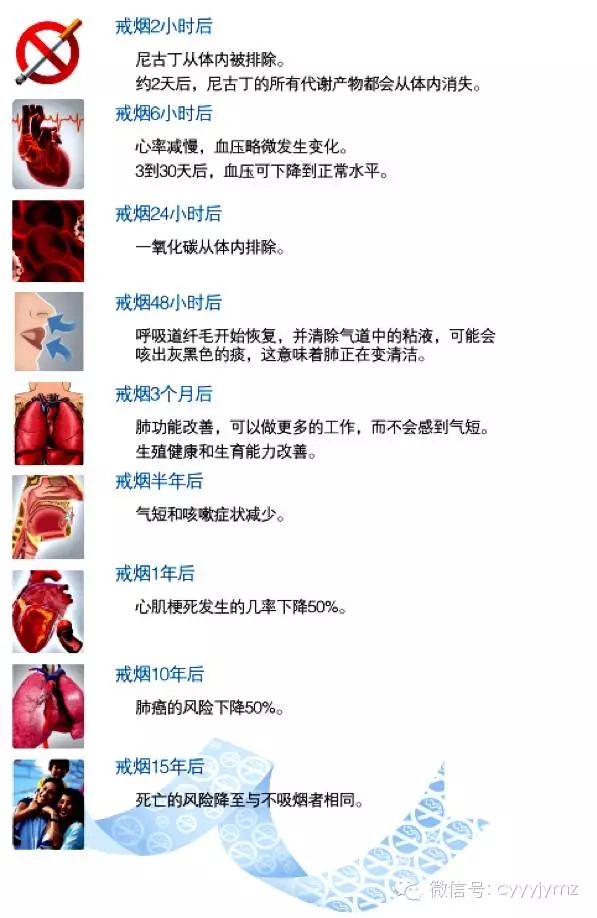 戒烟2小时后
尼古丁从体内被排除。
约2天后，尼古丁的所有代谢产物都会从体内消失。
戒烟6小时后
心率减慢，血压略微发生变化。
3到30天后，血压可下降到正常水平。
戒烟24小时后
一氧化碳从体内排除。
戒烟48小时后
呼吸道纤毛开始恢复，并清除气道中的粘液，可能会
咳出灰黑色的痰，这意味着肺正在变清洁。
戒烟3个月后
肺功能改善，可以做更多的工作，而不会感到气短。
生殖健康和生育能力改善。
戒烟半年后
气短和咳嗽症状减少。
戒烟1年后
心肌梗死发生的几率下降50%。
戒烟10年后
肺癌的风险下降50%。
戒烟15年后
死亡的风险降至与不吸烟者相同。
微信号: cyyyjymz